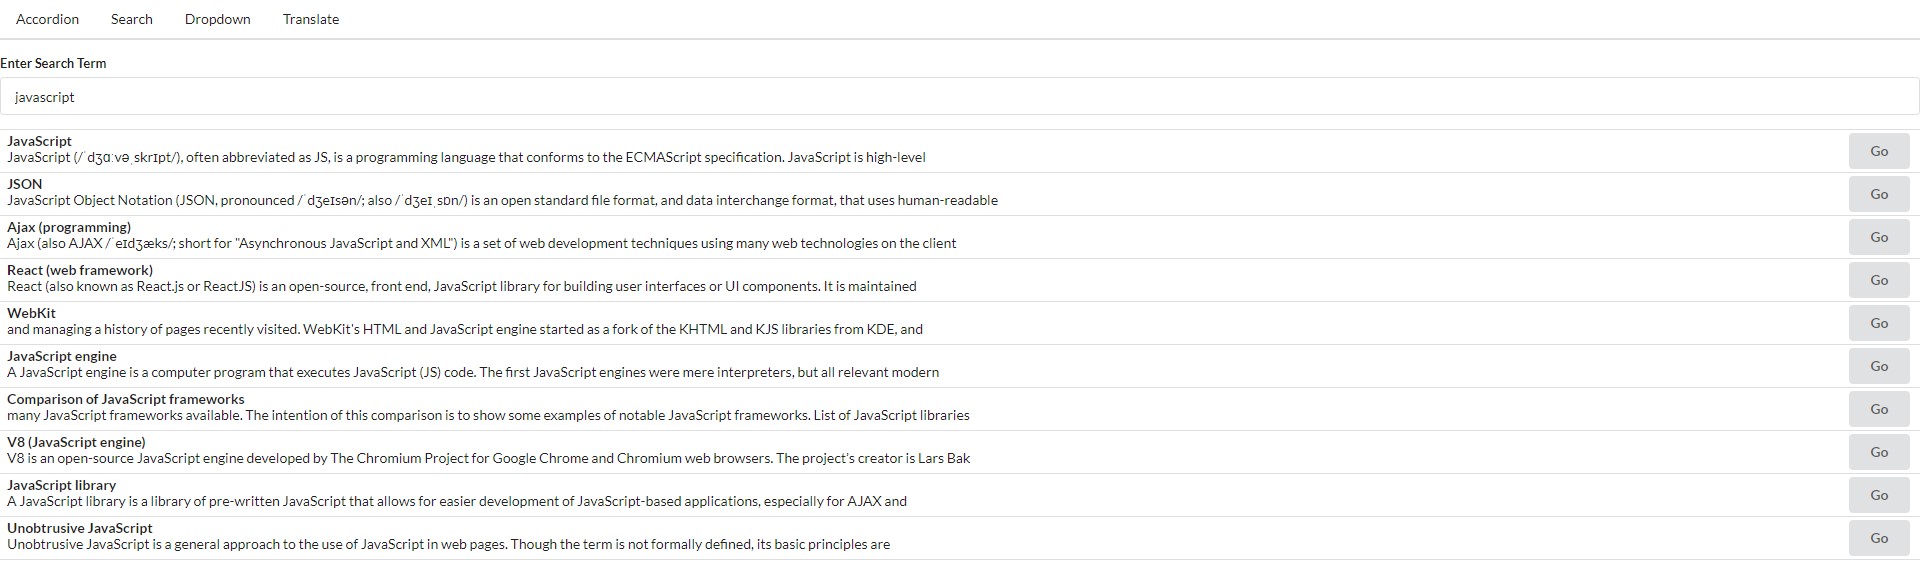 Accordion Search Dropdown Translate
Enter Search Term
javascript
JavaScript
JavaScript (/ˈdʒɑːvəˌskrɪpt/), often abbreviated as JS, is a programming language that conforms to the ECMAScript specification. JavaScript is high-level
Go
JSON
JavaScript Object Notation (JSON, pronounced /ˈdʒeɪsən/; also /ˈdʒeɪˌsɒn/) is an open standard file format, and data interchange format, that uses human-readable
Go
Ajax (programming)
Ajax (also AJAX /ˈeɪdʒæks/; short for "Asynchronous JavaScript and XML") is a set of web development techniques using many web technologies on the client
Go
React (web framework)
React (also known as React.js or ReactJS) is an open-source, front end, JavaScript library for building user interfaces or UI components. It is maintained
Go
WebKit
and managing a history of pages recently visited. WebKit's HTML and JavaScript engine started as a fork of the KHTML and KJS libraries from KDE, and
Go
JavaScript engine
A JavaScript engine is a computer program that executes JavaScript (JS) code. The first JavaScript engines were mere interpreters, but all relevant modern
Go
Comparison of JavaScript frameworks
many JavaScript frameworks available. The intention of this comparison is to show some examples of notable JavaScript frameworks. List of JavaScript libraries
Go
V8 (JavaScript engine)
V8 is an open-source JavaScript engine developed by The Chromium Project for Google Chrome and Chromium web browsers. The project's creator is Lars Bak
Go
JavaScript library
A JavaScript library is a library of pre-written JavaScript that allows for easier development of JavaScript-based applications, especially for AJAX and
Go
Unobtrusive JavaScript
Unobtrusive JavaScript is a general approach to the use of JavaScript in web pages. Though the term is not formally defined, its basic principles are
Go